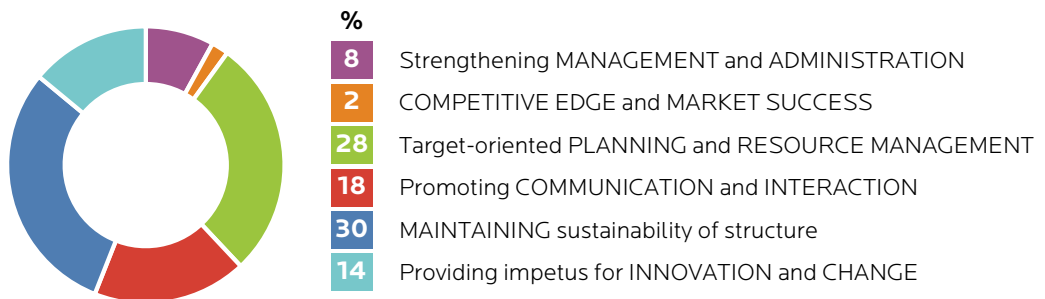 %
8 Strengthening MANAGEMENT and ADMINISTRATION
2 COMPETITIVE EDGE and MARKET SUCCESS
28 Target-oriented PLANNING and RESOURCE MANAGEMENT
18 Promoting COMMUNICATION and INTERACTION
30 MAINTAINING sustainability of structure
14 Providing impetus for INNOVATION and CHANGE